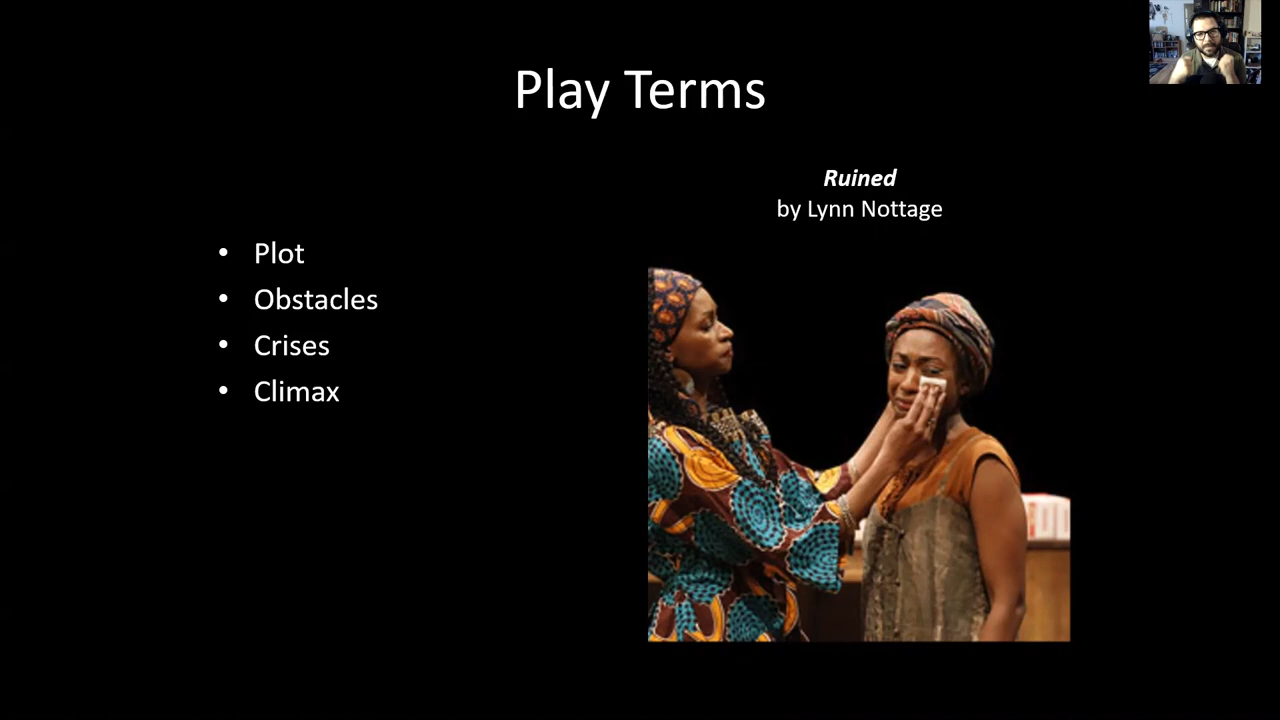 Play Terms
Ruined
by Lynn Nottage
• Plot
• Obstacles
• Crises
• Climax